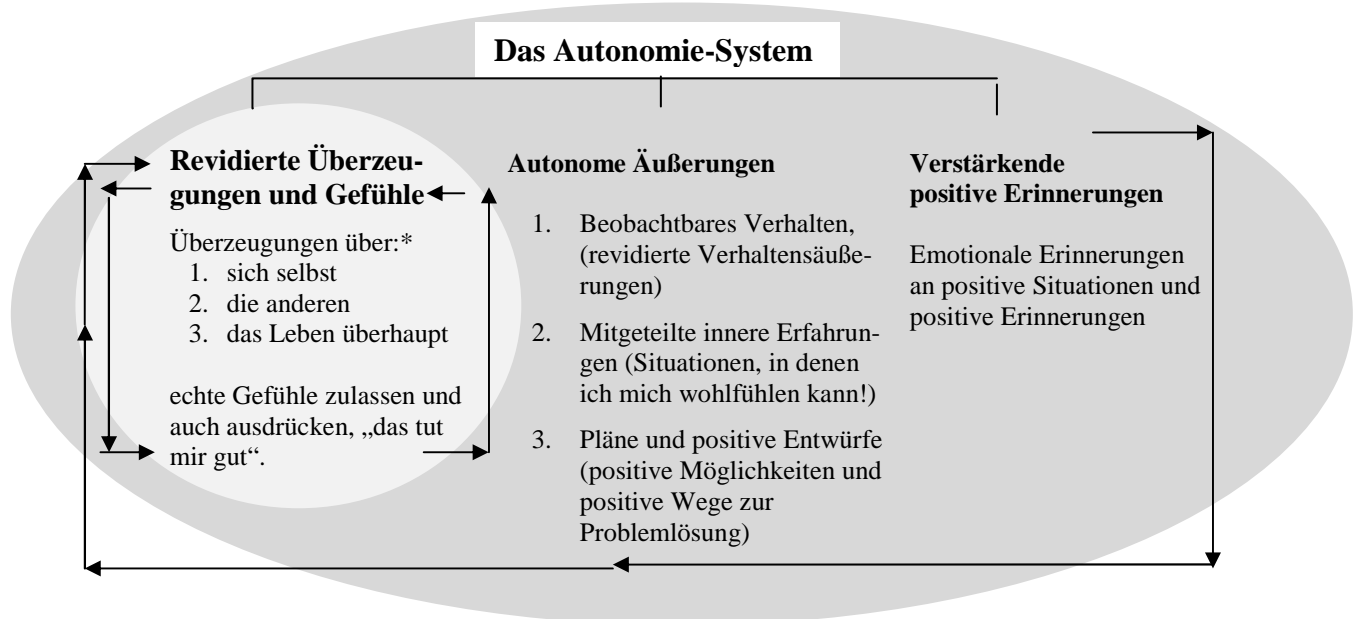 Das Autonomie-System
Revidierte Überzeu-
gungen und Gefühle
Überzeugungen über:*
1. sich selbst
2. die anderen
3. das Leben überhaupt
echte Gefühle zulassen und
auch ausdrücken, „das tut
mir gut“.
Autonome Äußerungen
1. Beobachtbares Verhalten,
(revidierte Verhaltensäuße-
rungen)
2. Mitgeteilte innere Erfahrun-
gen (Situationen, in denen
ich mich wohlfühlen kann!)
3. Pläne und positive Entwürfe
(positive Möglichkeiten und
positive Wege zur
Problemlösung)
Verstärkende
positive Erinnerungen
Emotionale Erinnerungen
an positive Situationen und
positive Erinnerungen